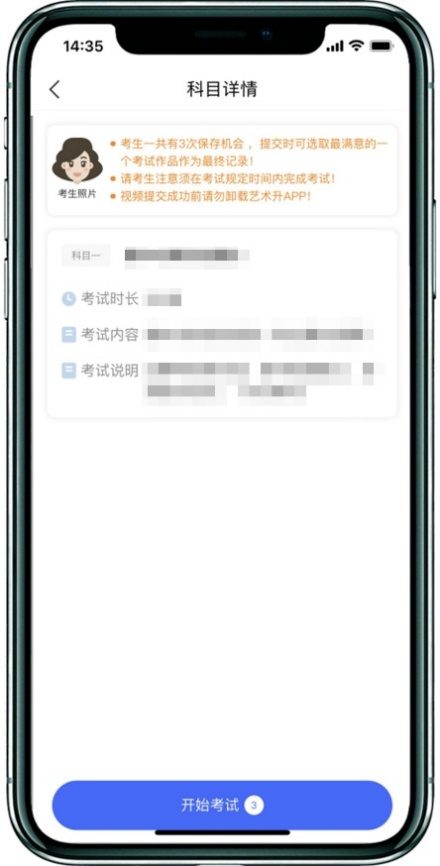 14:35
科目详情
• 考生一共有3次保存机会，提交时可选取最满意的一
个考试作品作为最终记录！
• 请考生注意须在考试规定时间内完成考试！
• 视频提交成功前请勿卸载艺术升APP！
考生照片
科目一
考试时长
考试内容
考试说明
开始考试 3